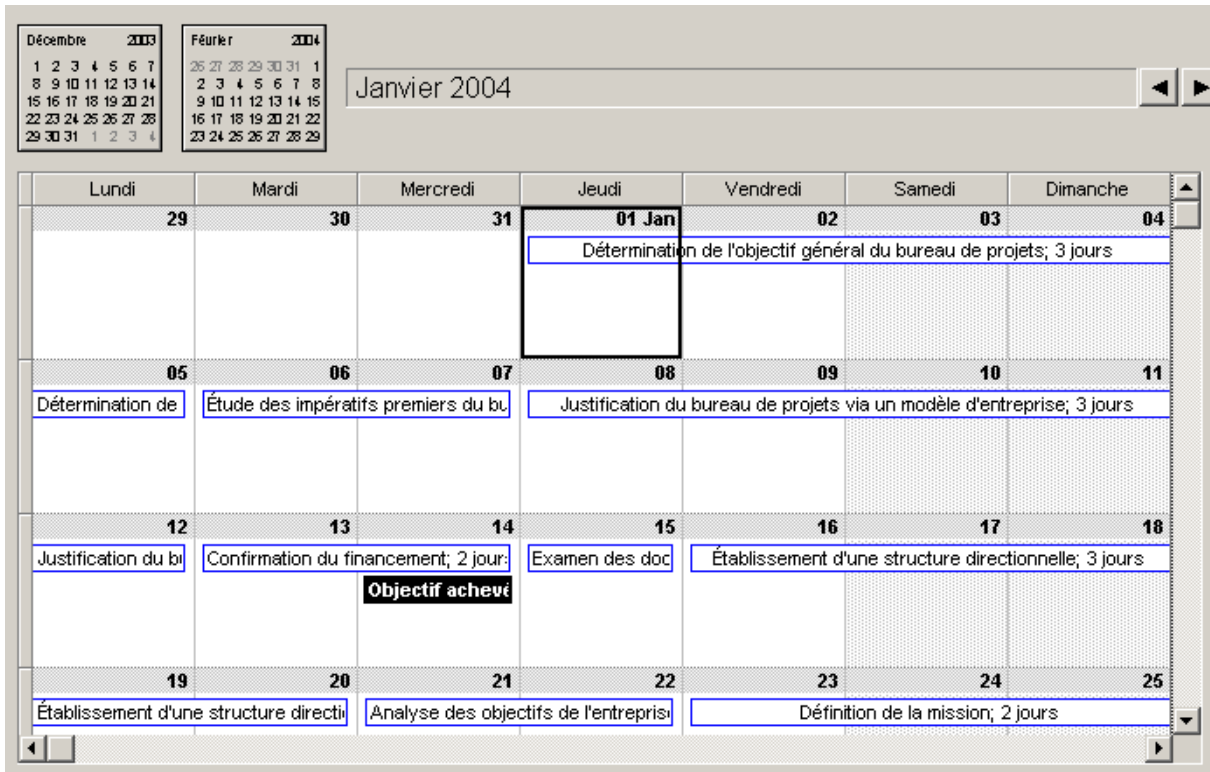 Décembre 2003
1 2 3 4 5 6 7
8 9 10 11 12 13 14
15 16 17 18 19 20 21
22 23 24 25 26 27 28
29 30 31 1 2 3 4
Février 2004
26 27 28 29 30 31 1
2 3 4 5 6 7 8
9 10 11 12 13 14 15
16 17 18 19 20 21 22
23 24 25 26 27 28 29
Janvier 2004
Lundi Mardi Mercredi Jeudi Vendredi Samedi Dimanche
29 30 31 01 Jan 02 03 04
Détermination de l'objectif général du bureau de projets; 3 jours
05 06 07 08 09 10 11
Détermination de Étude des impératifs premiers du bu Justification du bureau de projets via un modèle d'entreprise; 3 jours
12 13 14 15 16 17 18
Justification du bu Confirmation du financement; 2 jours Examen des doc Établissement d'une structure directionnelle; 3 jours
Objectif achevé
19 20 21 22 23 24 25
Établissement d'une structure directi Analyse des objectifs de l'entreprise Définition de la mission; 2 jours